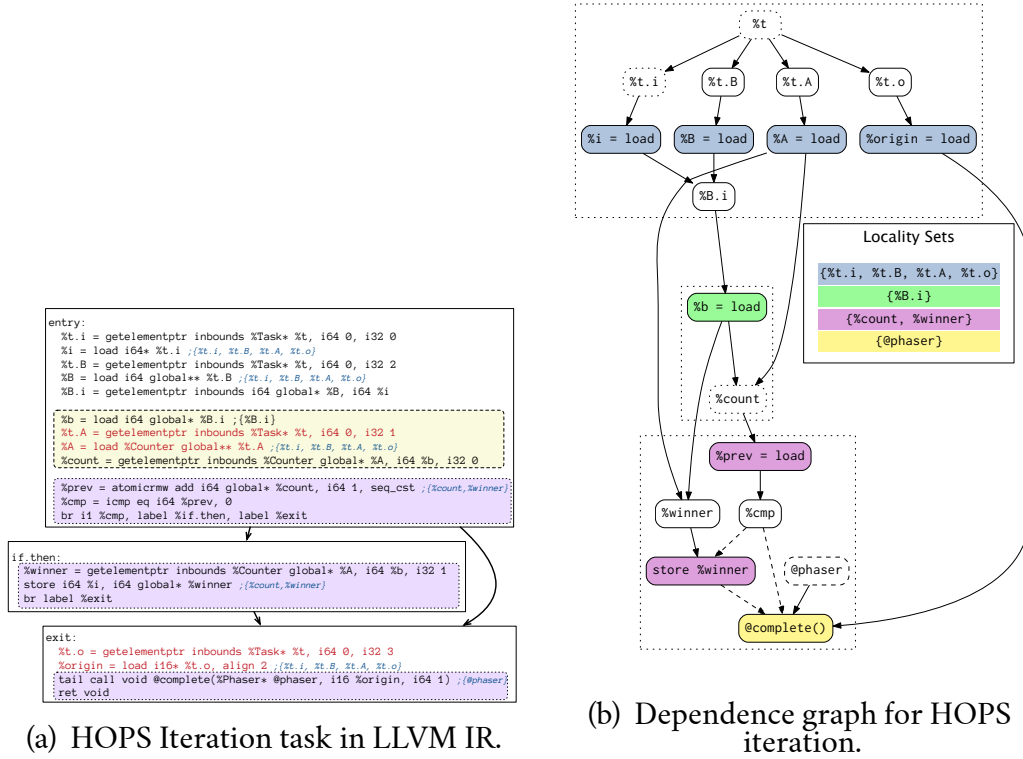 entry:
%t.i = getelementptr inbounds %Task* %t, i64 0, i32 0
%i = load i64* %t.i ;{%t.i, %t.B, %t.A, %t.o}
%t.B = getelementptr inbounds %Task* %t, i64 0, i32 2
%B = load i64 global** %t.B ;{%t.i, %t.B, %t.A, %t.o}
%B.i = getelementptr inbounds i64 global* %B, i64 %i
%b = load i64 global* %B.i ;{%B.i}
%t.A = getelementptr inbounds %Task* %t, i64 0, i32 1
%A = load %Counter global** %t.A ;{%t.i, %t.B, %t.A, %t.o}
%count = getelementptr inbounds %Counter global* %A, i64 %b, i32 0
%prev = atomicrmw add i64 global* %count, i64 1, seq_cst ;{%count,%winner}
%cmp = icmp eq i64 %prev, 0
br i1 %cmp, label %if.then, label %exit
if.then:
%winner = getelementptr inbounds %Counter global* %A, i64 %b, i32 1
store i64 %i, i64 global* %winner ;{%count,%winner}
br label %exit
exit:
%t.o = getelementptr inbounds %Task* %t, i64 0, i32 3
%origin = load i16* %t.o, align 2 ;{%t.i, %t.B, %t.A, %t.o}
tail call void @complete(%Phaser* @phaser, i16 %origin, i64 1) ;{@phaser}
ret void
(a) HOPS Iteration task in LLVM IR.
%t
%t.i %t.B %t.A %t.o
%i = load %B = load %A = load %origin = load
%B.i
Locality Sets
{%t.i, %t.B, %t.A, %t.o}
{%B.i}
{%count, %winner}
{@phaser}
%b = load
%count
%prev = load
%winner %cmp
store %winner @phaser
@complete()
(b) Dependence graph for HOPS
iteration.